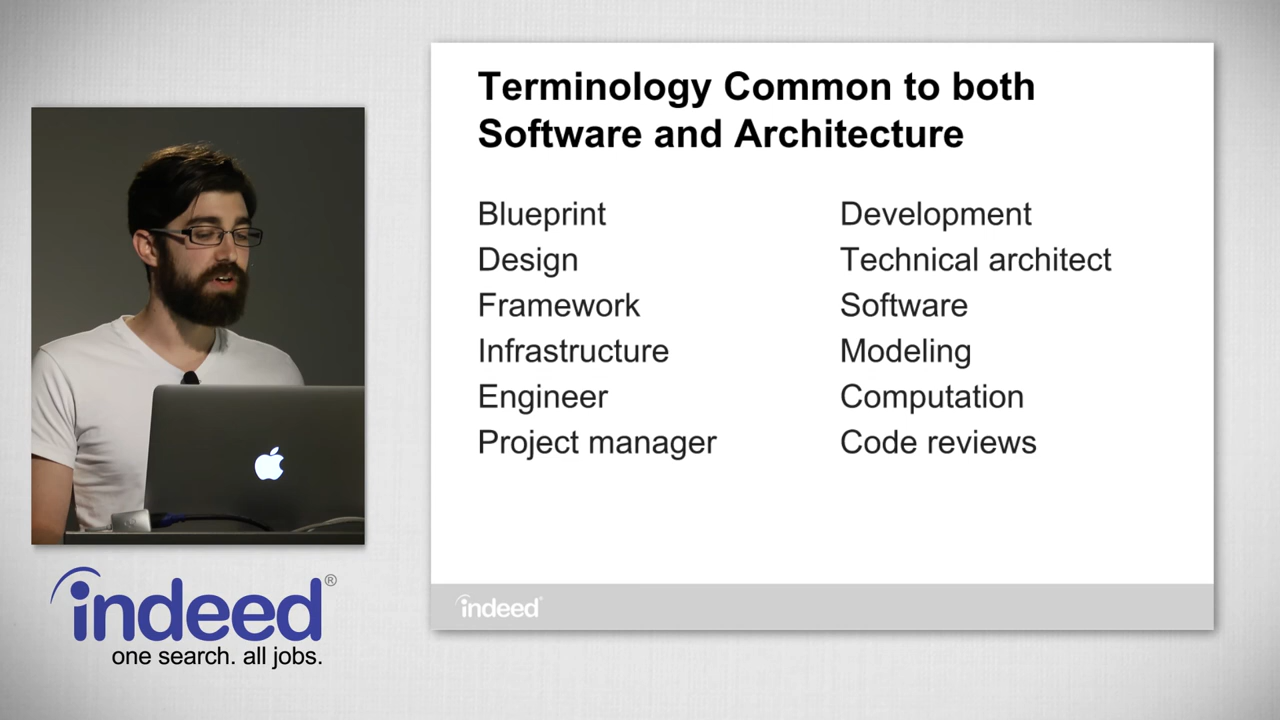 Terminology Common to both
Software and Architecture
Blueprint
Design
Framework
Infrastructure
Engineer
Project manager
Development
Technical architect
Software
Modeling
Computation
Code reviews
indeed
indeed®
one search. all jobs.